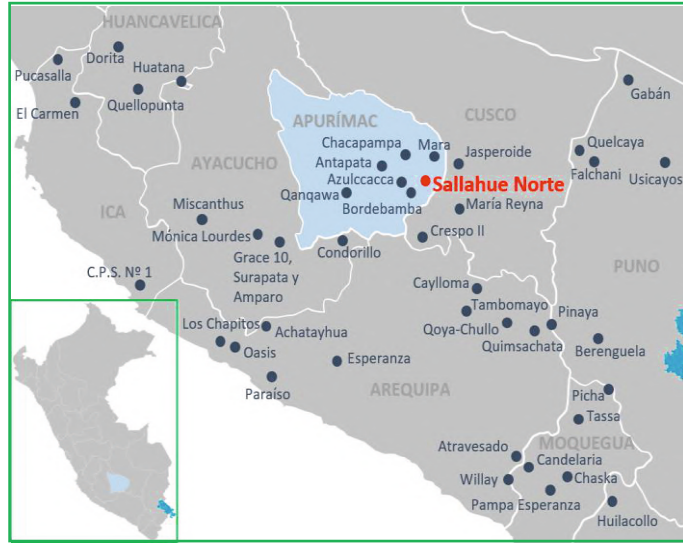 HUANCAVELICA
Dorita
Pucasalla
Huatana
El Carmen
Quellopunta
Gabán
APURÍMAC
CUSCO
Chacapampa
Mara
Jasperoide
Quelcaya
AYACUCHO
Antapata
Falchani
Usicayos
Azulccacca
Sallahue Norte
Qanqawa
Bordebamba
María Reyna
ICA
Miscanthus
Mónica Lourdes
Crespo II
Grace 10,
Surapata y
Amparo
Condorillo
PUNO
C.P.S. Nº 1
Caylloma
Tambomayo
Pinaya
Los Chapitos
Achatayhua
Qoya-Chullo
Quimsachata
Oasis
Esperanza
Berenguela
Paraíso
AREQUIPA
Picha
Tassa
MOQUEGUA
Atravesado
Candelaria
Willay
Chaska
Pampa Esperanza
Huilacollo